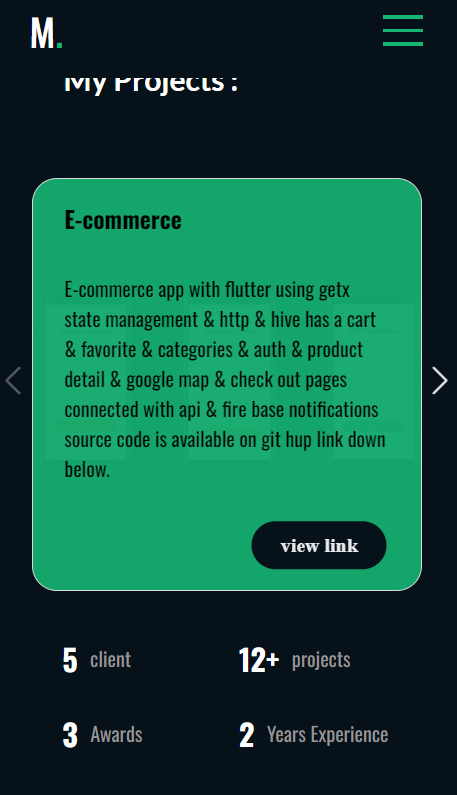 M.
My Projects :
E-commerce
E-commerce app with flutter using getx
state management & http & hive has a cart
& favorite & categories & auth & product
detail & google map & check out pages
connected with api & fire base notifications
source code is available on git hup link down
below.
view link
5 client 12+ projects
3 Awards 2 Years Experience